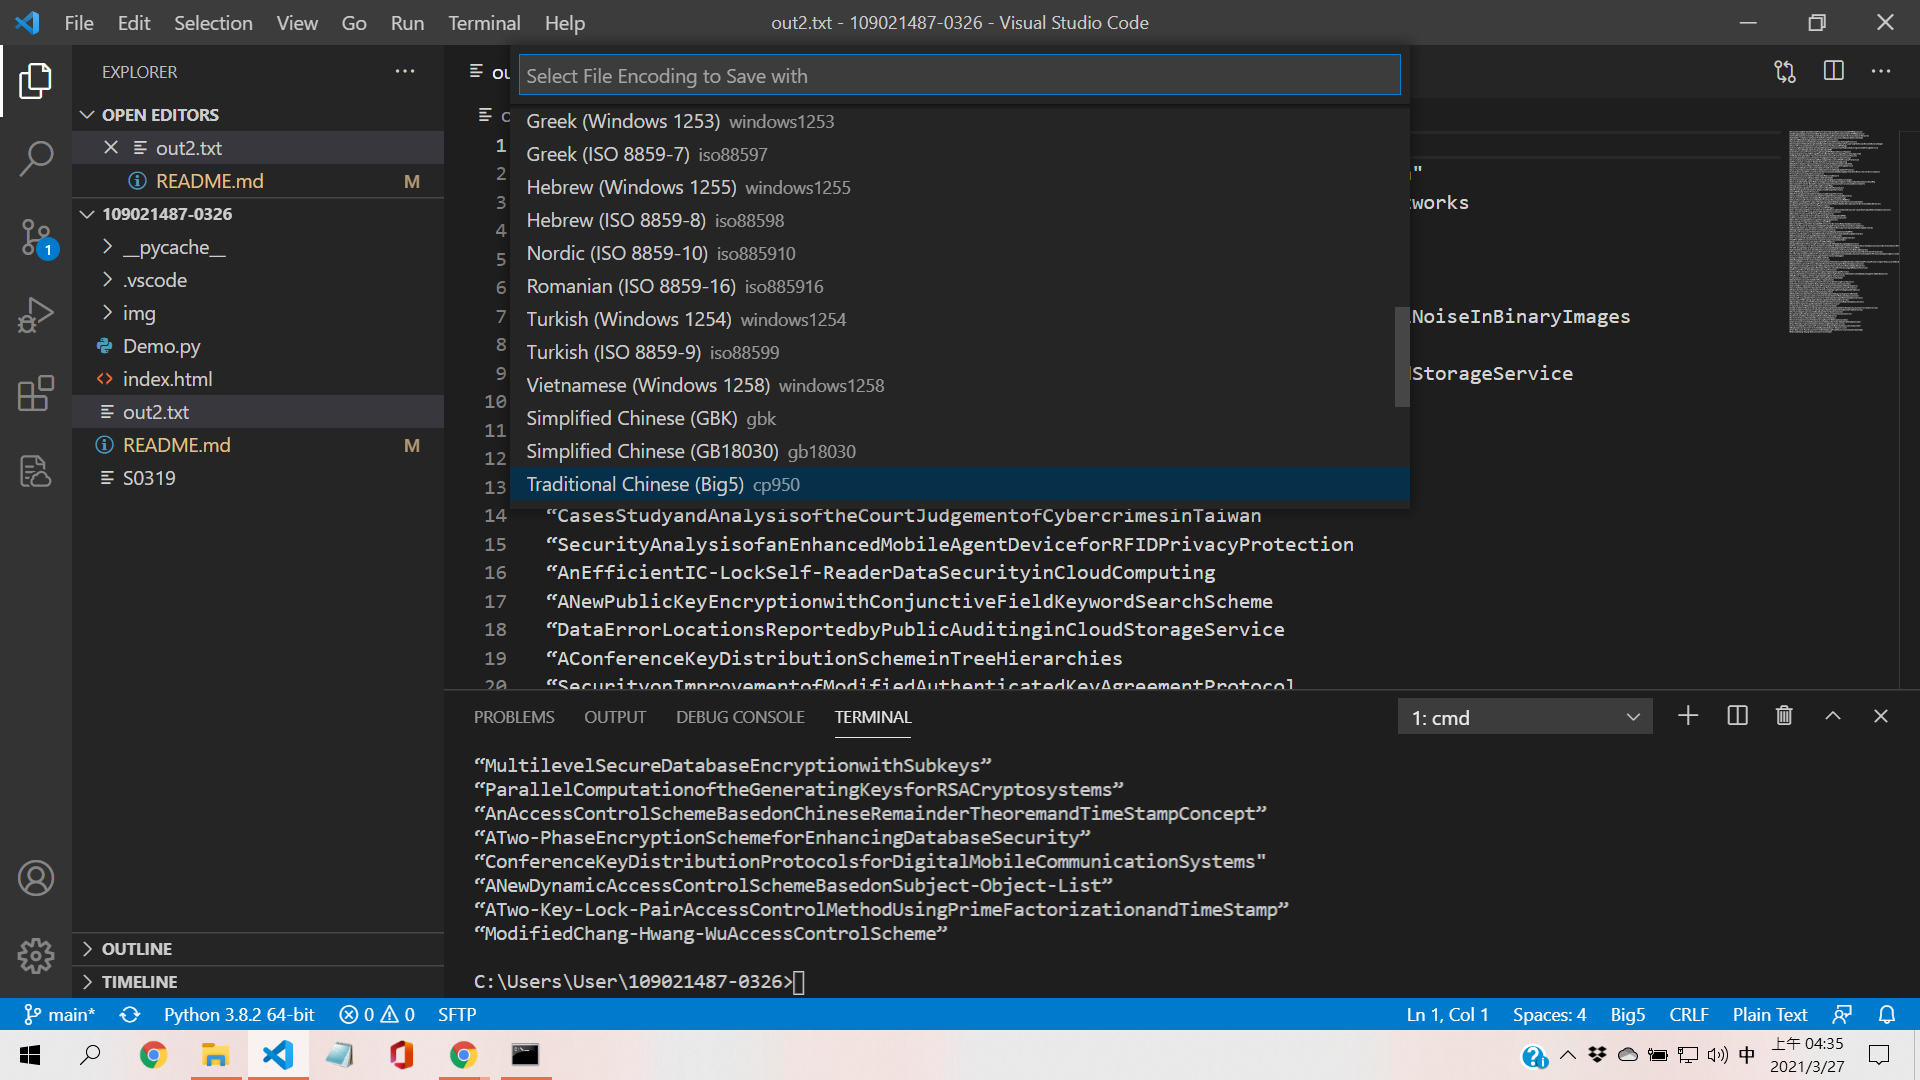 File Edit Selection View Go Run Terminal Help
out2.txt - 109021487-0326 - Visual Studio Code
EXPLORER
OPEN EDITORS
out2.txt
README.md M
109021487-0326
__pycache__
.vscode
img
Demo.py
index.html
out2.txt
README.md M
S0319
OUTLINE
TIMELINE
1
Select File Encoding to Save with
Greek (Windows 1253) windows1253
Greek (ISO 8859-7) iso88597
Hebrew (Windows 1255) windows1255
Hebrew (ISO 8859-8) iso88598
Nordic (ISO 8859-10) iso885910
Romanian (ISO 8859-16) iso885916
Turkish (Windows 1254) windows1254
Turkish (ISO 8859-9) iso88599
Vietnamese (Windows 1258) windows1258
Simplified Chinese (GBK) gbk
Simplified Chinese (GB18030) gb18030
Traditional Chinese (Big5) cp950
1
2 "
3 tworks
4
5
6
7 NoiseInBinaryImages
8
9 StorageService
10
11
12
13
14 “CasesStudyandAnalysisoftheCourtJudgementofCybercrimesinTaiwan
15 “SecurityAnalysisofanEnhancedMobileAgentDeviceforRFIDPrivacyProtection
16 “AnEfficientIC-LockSelf-ReaderDataSecurityinCloudComputing
17 “ANewPublicKeyEncryptionwithConjunctiveFieldKeywordSearchScheme
18 “DataErrorLocationsReportedbyPublicAuditinginCloudStorageService
19 “AConferenceKeyDistributionSchemeinTreeHierarchies
20 “SecurityonImprovementofModifiedAuthenticatedKeyAgreementProtocol
PROBLEMS OUTPUT DEBUG CONSOLE TERMINAL
1: cmd
“MultilevelSecureDatabaseEncryptionwithSubkeys”
“ParallelComputationoftheGeneratingKeysforRSACryptosystems”
“AnAccessControlSchemeBasedonChineseRemainderTheoremandTimeStampConcept”
“ATwo-PhaseEncryptionSchemeforEnhancingDatabaseSecurity”
“ConferenceKeyDistributionProtocolsforDigitalMobileCommunicationSystems"
“ANewDynamicAccessControlSchemeBasedonSubject-Object-List”
“ATwo-Key-Lock-PairAccessControlMethodUsingPrimeFactorizationandTimeStamp”
“ModifiedChang-Hwang-WuAccessControlScheme”
C:\Users\User\109021487-0326>
main* Python 3.8.2 64-bit 0 0 SFTP
Ln 1, Col 1 Spaces: 4 Big5 CRLF Plain Text
中
上午 04:35
2021/3/27